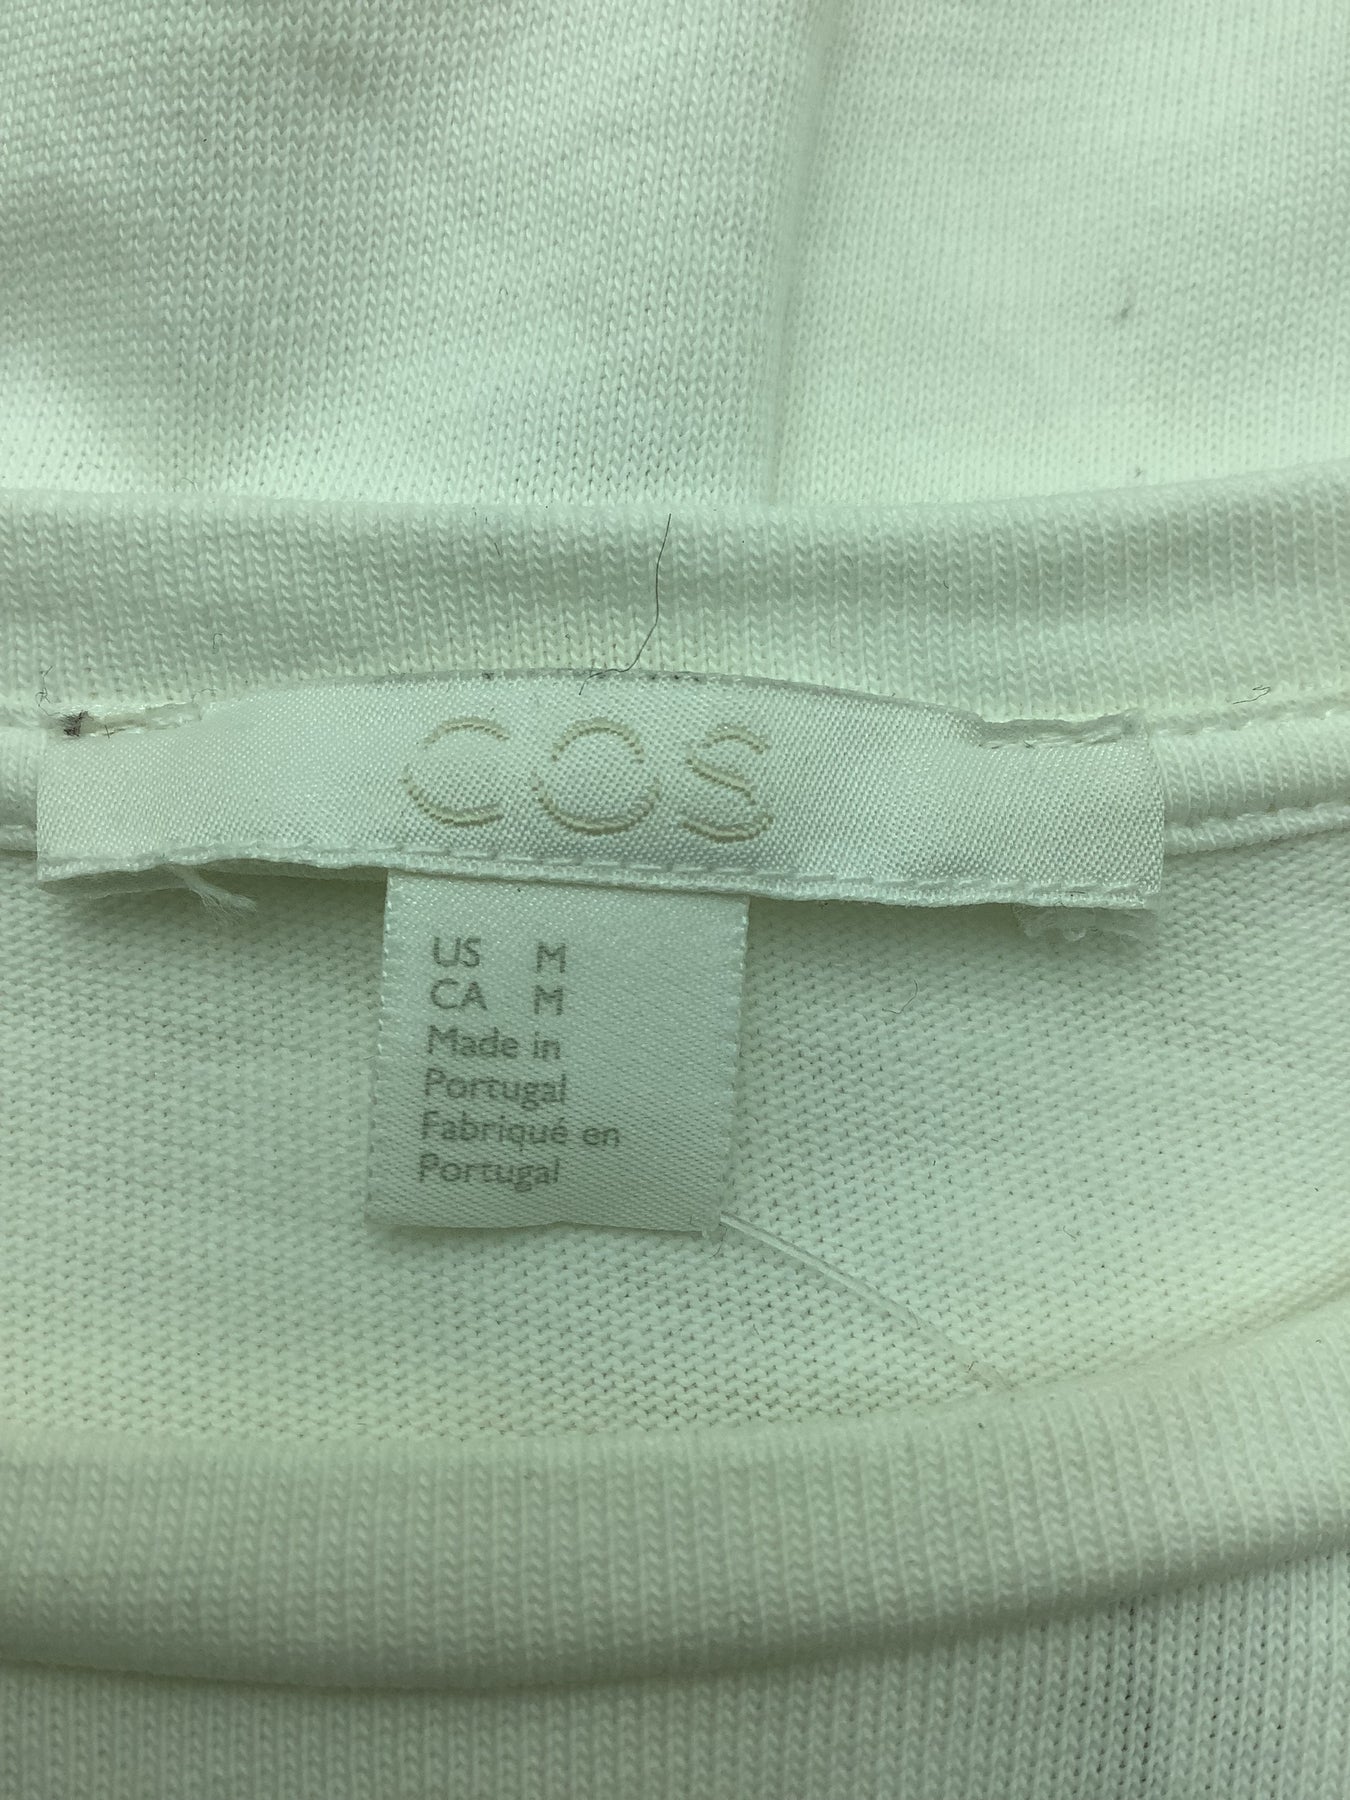 COS
US M
CA M
Made in
Portugal
Fabriqué en
Portugal